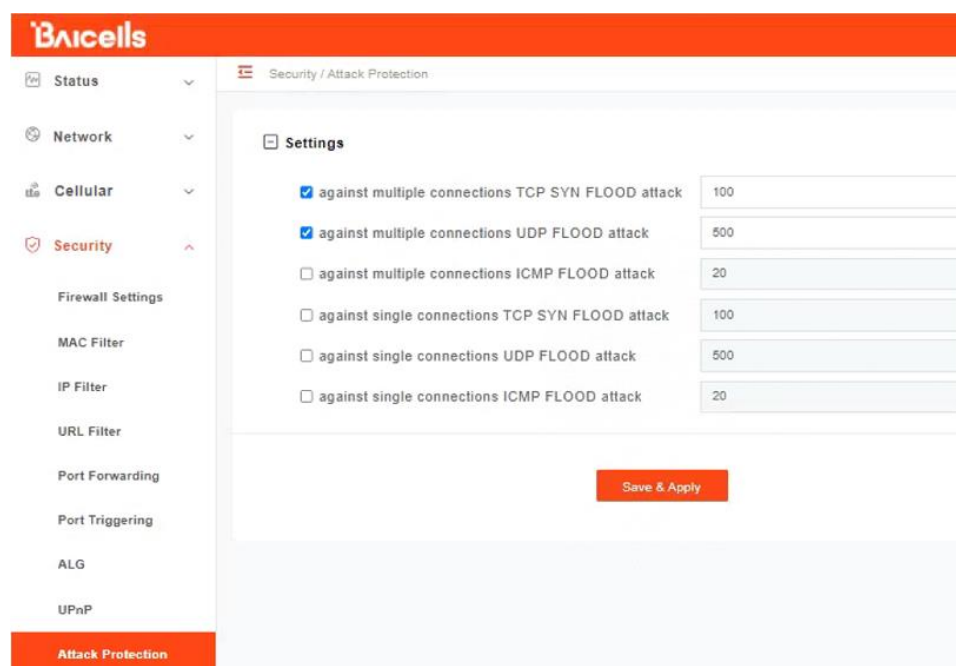 BAICELLS
Status
Network
Cellular
Security
Firewall Settings
MAC Filter
IP Filter
URL Filter
Port Forwarding
Port Triggering
ALG
UPnP
Attack Protection
Security / Attack Protection
Settings
against multiple connections TCP SYN FLOOD attack 100
against multiple connections UDP FLOOD attack 500
against multiple connections ICMP FLOOD attack 20
against single connections TCP SYN FLOOD attack 100
against single connections UDP FLOOD attack 500
against single connections ICMP FLOOD attack 20
Save & Apply